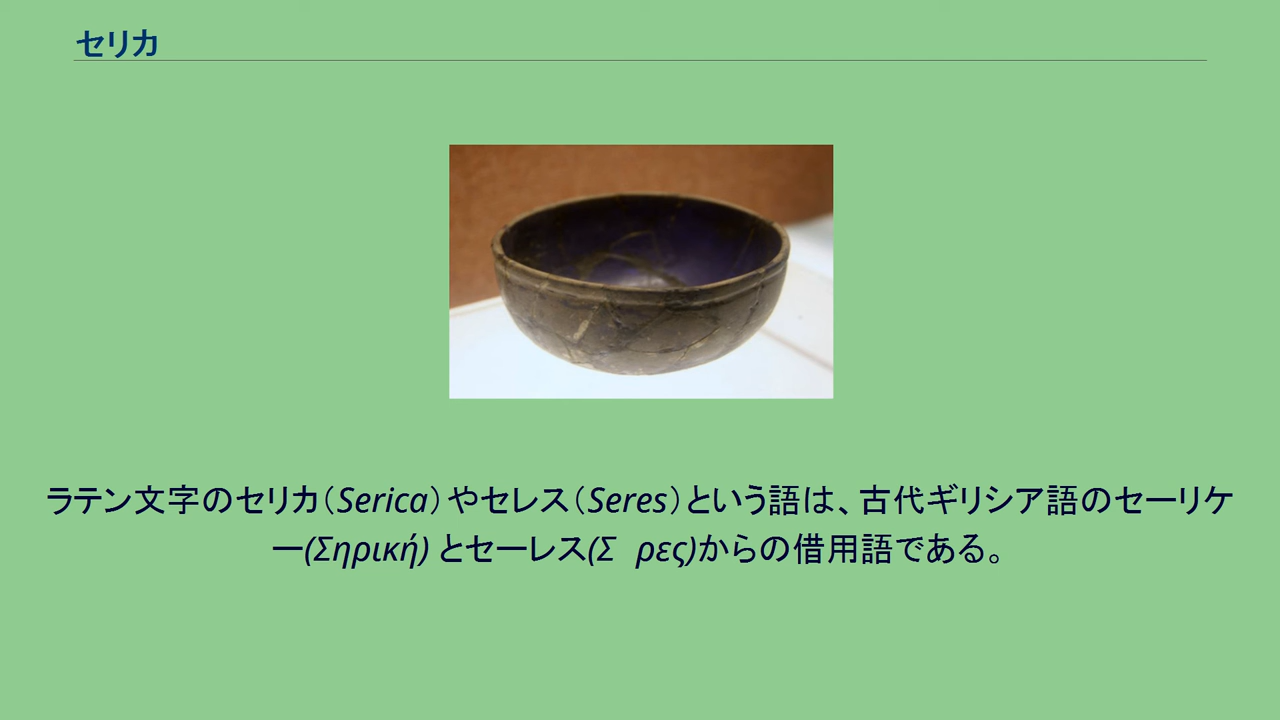 セリカ
ラテン文字のセリカ（Serica）やセレス（Seres）という語は、古代ギリシア語のセーリケ
ー(Σηρική) とセーレス(Σ ρες)からの借用語である。